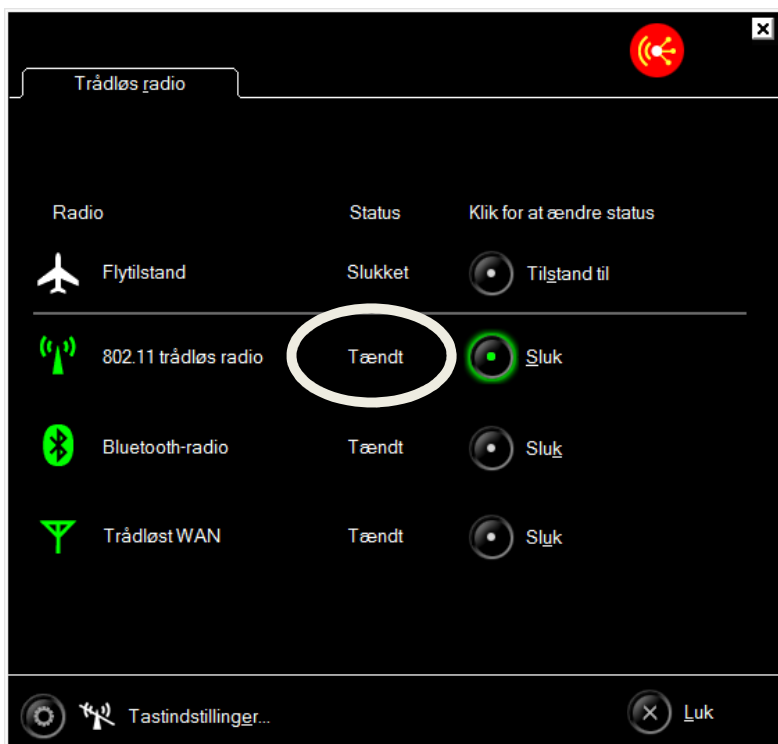 Trådløs radio
Radio Status Klik for at ændre status
Flytilstand Slukket Tilstand til
802.11 trådløs radio Tændt Sluk
Bluetooth-radio Tændt Sluk
Trådløst WAN Tændt Sluk
Tastindstillinger... Luk